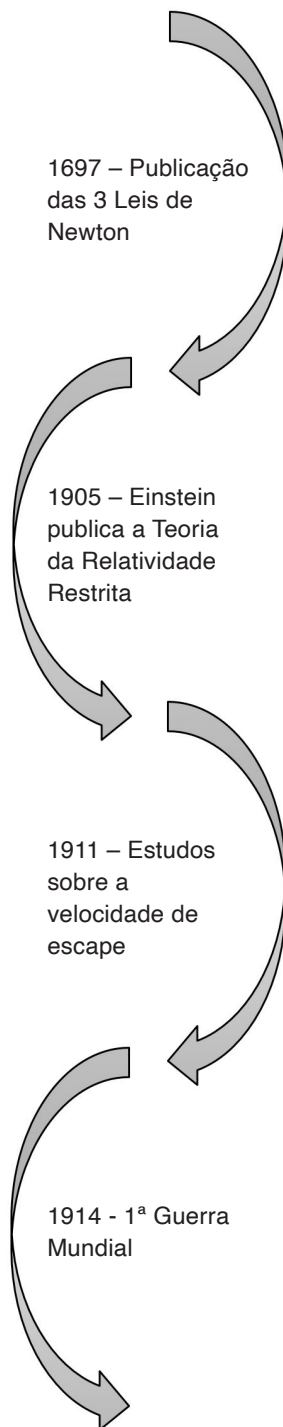 1697 – Publicação
das 3 Leis de
Newton
1905 – Einstein
publica a Teoria
da Relatividade
Restrita
1911 – Estudos
sobre a
velocidade de
escape
1914 - 1ª Guerra
Mundial